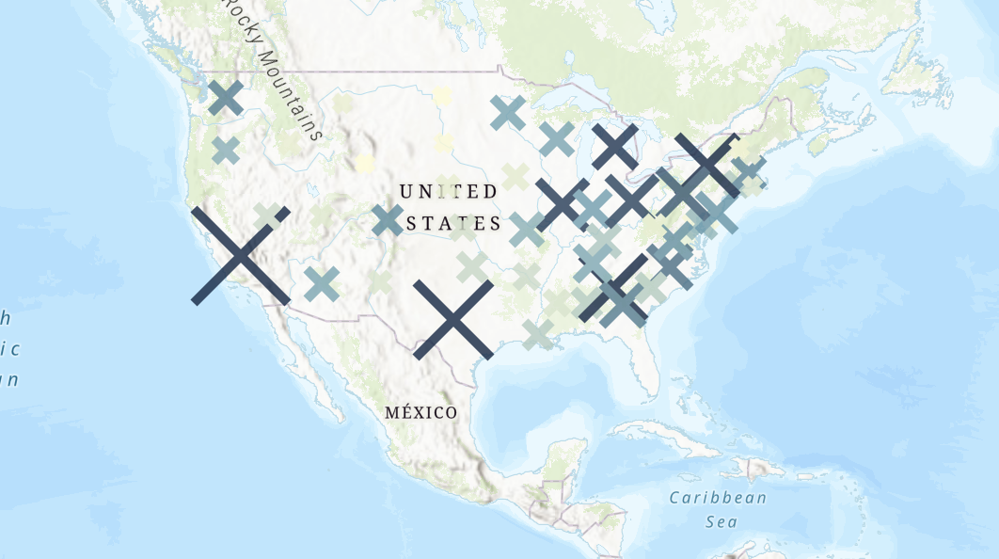 Rocky Mountains
UNITED
STATES
MÉXICO
Caribbean
Sea